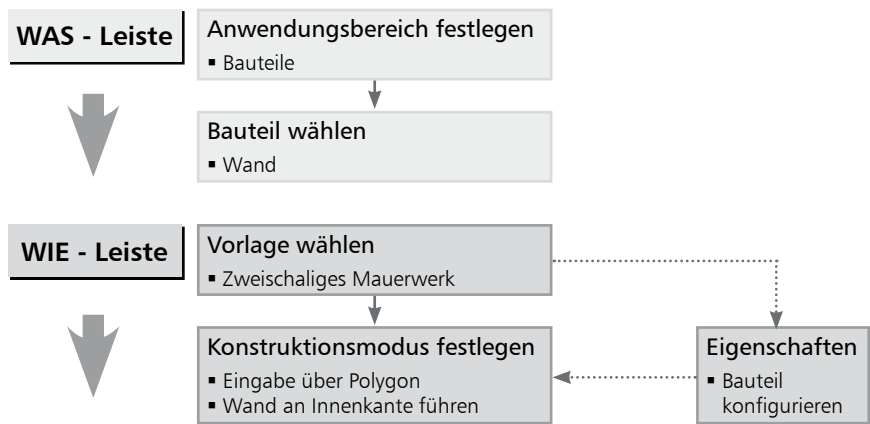 WAS - Leiste
Anwendungsbereich festlegen
▪ Bauteile
Bauteil wählen
▪ Wand
WIE - Leiste
Vorlage wählen
▪ Zweischaliges Mauerwerk
Konstruktionsmodus festlegen
▪ Eingabe über Polygon
▪ Wand an Innenkante führen
Eigenschaften
▪ Bauteil
konfigurieren